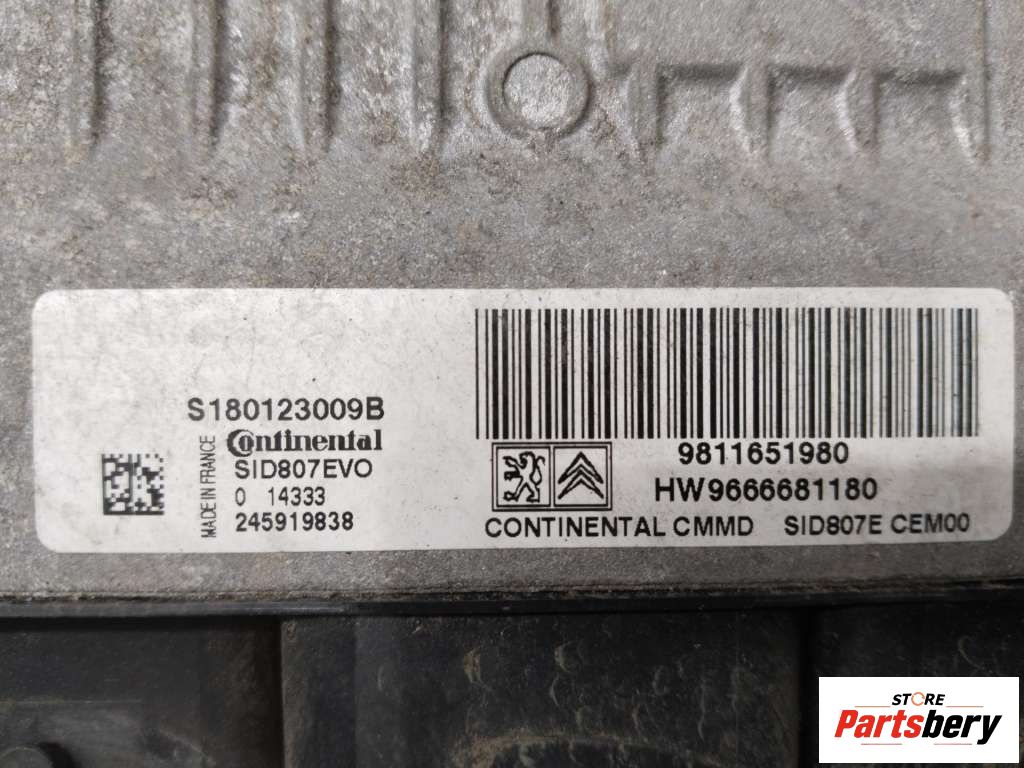 S180123009B
Continental
MADE IN FRANCE
SID807EVO
0 14333
245919838
9811651980
HW9666681180
CONTINENTAL CMMD SID807E CEM00
STORE
Partsbery